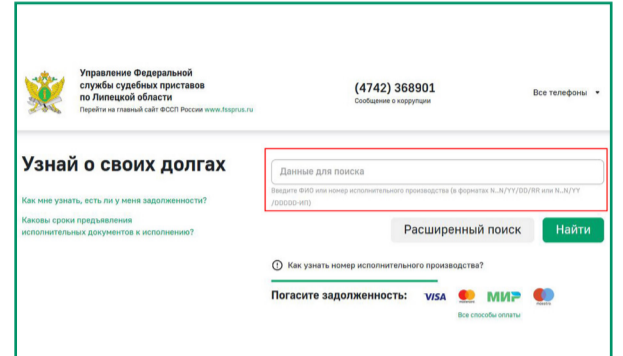 Управление Федеральной
службы судебных приставов
по Липецкой области
Перейти на главный сайт ФССП России www.fssprus.ru
(4742) 368901
Сообщение о коррупции
Все телефоны
Узнай о своих долгах
Как мне узнать, есть ли у меня задолженности?
Каковы сроки предъявления
исполнительных документов к исполнению?
Данные для поиска
Введите ФИО или номер исполнительного производства (в форматах N..N/YY/DD/RR или N..N/YY
/DDDDD-ИП)
Расширенный поиск
Найти
Как узнать номер исполнительного производства?
Погасите задолженность:
VISA
МИР
Все способы оплаты